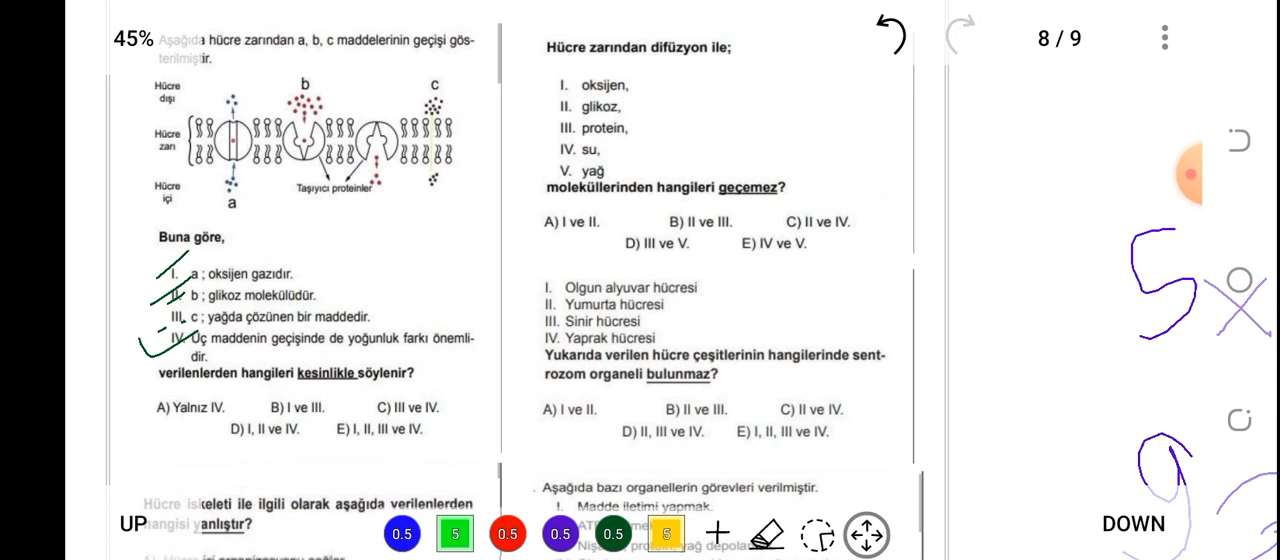 45%
8 / 9
Aşağıda hücre zarından a, b, c maddelerinin geçişi gös-
terilmiştir.
Hücre
dışı
b
c
Hücre
zarı
Hücre
içi
a
Taşıyıcı proteinler
Buna göre,
I. a ; oksijen gazıdır.
II. b ; glikoz molekülüdür.
III. c ; yağda çözünen bir maddedir.
IV. Üç maddenin geçişinde de yoğunluk farkı önemli-
dir.
verilenlerden hangileri kesinlikle söylenir?
A) Yalnız IV. B) I ve III. C) III ve IV.
D) I, II ve IV. E) I, II, III ve IV.
Hücre iskeleti ile ilgili olarak aşağıda verilenlerden
hangisi yanlıştır?
Hücre zarından difüzyon ile;
I. oksijen,
II. glikoz,
III. protein,
IV. su,
V. yağ
moleküllerinden hangileri geçemez?
A) I ve II. B) II ve III. C) II ve IV.
D) III ve V. E) IV ve V.
I. Olgun alyuvar hücresi
II. Yumurta hücresi
III. Sinir hücresi
IV. Yaprak hücresi
Yukarıda verilen hücre çeşitlerinin hangilerinde sent-
rozom organeli bulunmaz?
A) I ve II. B) II ve III. C) II ve IV.
D) II, III ve IV. E) I, II, III ve IV.
Aşağıda bazı organellerin görevleri verilmiştir.
I. Madde iletimi yapmak.
5 X
9
UP
0.5 5 0.5 0.5 0.5 5
DOWN